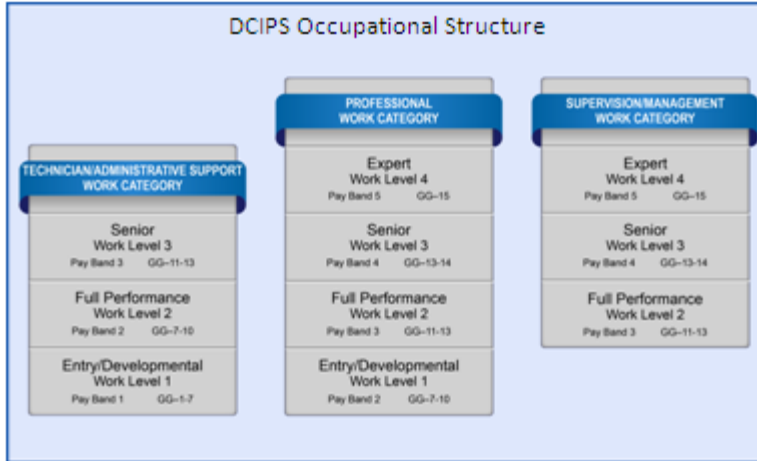 DCIPS Occupational Structure
TECHNICIAN/ADMINISTRATIVE SUPPORT
WORK CATEGORY
Senior
Work Level 3
Pay Band 3 GG–11-13
Full Performance
Work Level 2
Pay Band 2 GG–7-10
Entry/Developmental
Work Level 1
Pay Band 1 GG–1-7
PROFESSIONAL
WORK CATEGORY
Expert
Work Level 4
Pay Band 5 GG–15
Senior
Work Level 3
Pay Band 4 GG–13-14
Full Performance
Work Level 2
Pay Band 3 GG–11-13
Entry/Developmental
Work Level 1
Pay Band 2 GG–7-10
SUPERVISION/MANAGEMENT
WORK CATEGORY
Expert
Work Level 4
Pay Band 5 GG–15
Senior
Work Level 3
Pay Band 4 GG–13-14
Full Performance
Work Level 2
Pay Band 3 GG–11-13